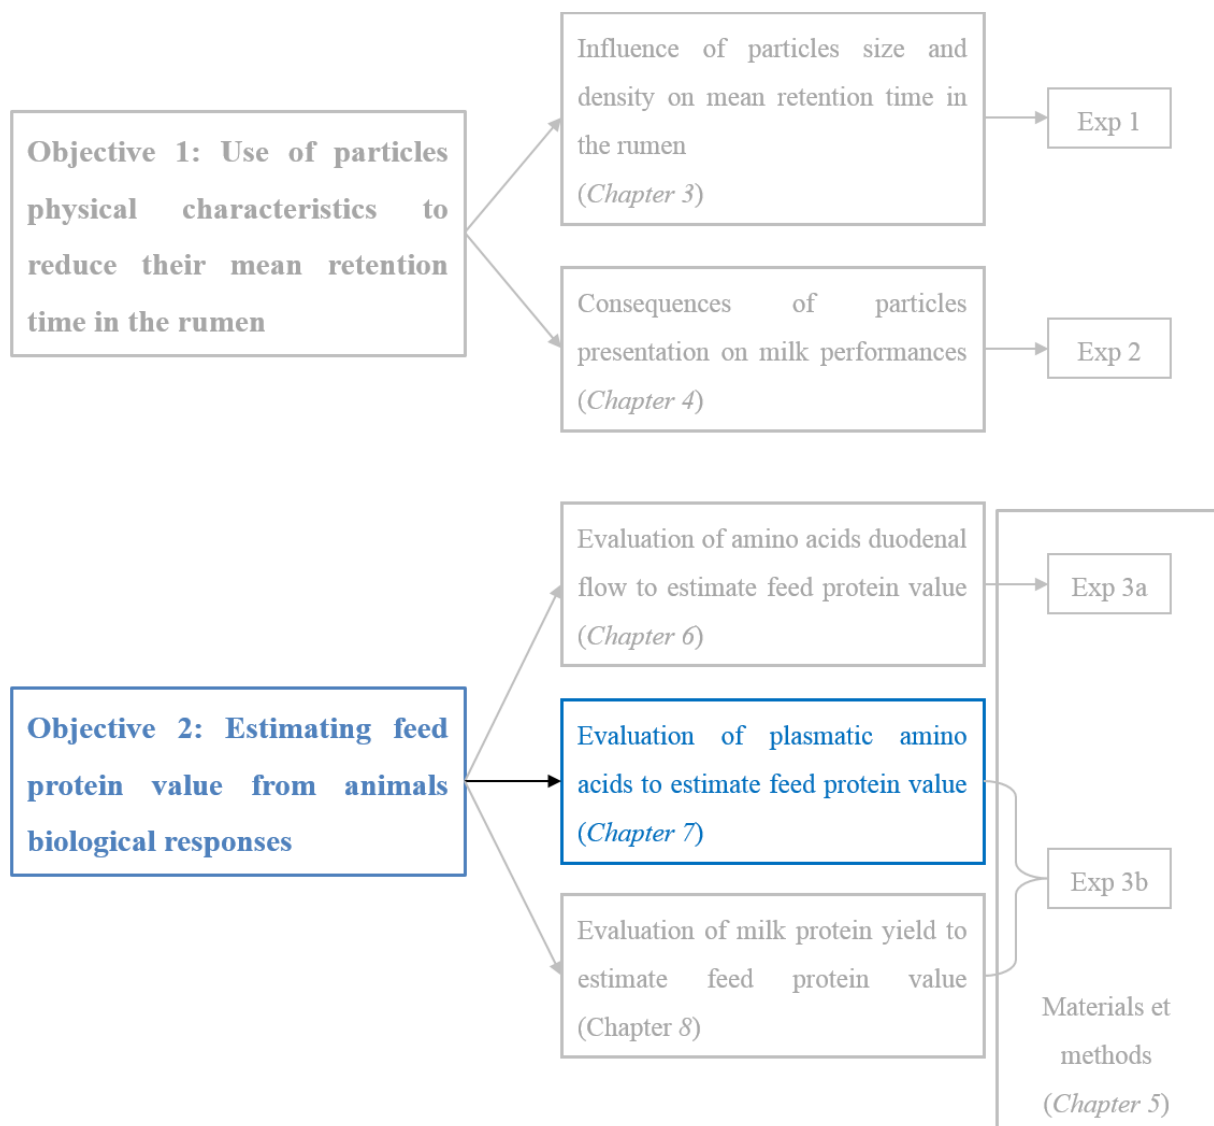 Objective 1: Use of particles
physical characteristics to
reduce their mean retention
time in the rumen
Influence of particles size and
density on mean retention time in
the rumen
(Chapter 3)
Exp 1
Consequences of particles
presentation on milk performances
(Chapter 4)
Exp 2
Objective 2: Estimating feed
protein value from animals
biological responses
Evaluation of amino acids duodenal
flow to estimate feed protein value
(Chapter 6)
Exp 3a
Evaluation of plasmatic amino
acids to estimate feed protein value
(Chapter 7)
Evaluation of milk protein yield to
estimate feed protein value
(Chapter 8)
Exp 3b
Materials et
methods
(Chapter 5)